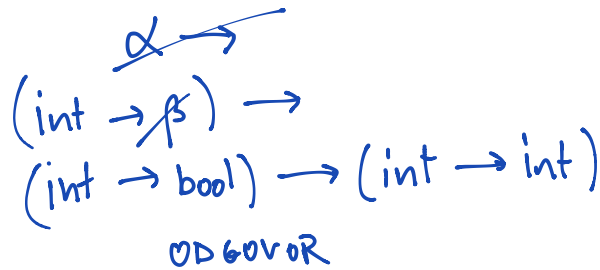 α →
(int → β) →
(int → bool) → (int → int)
ODGOVOR